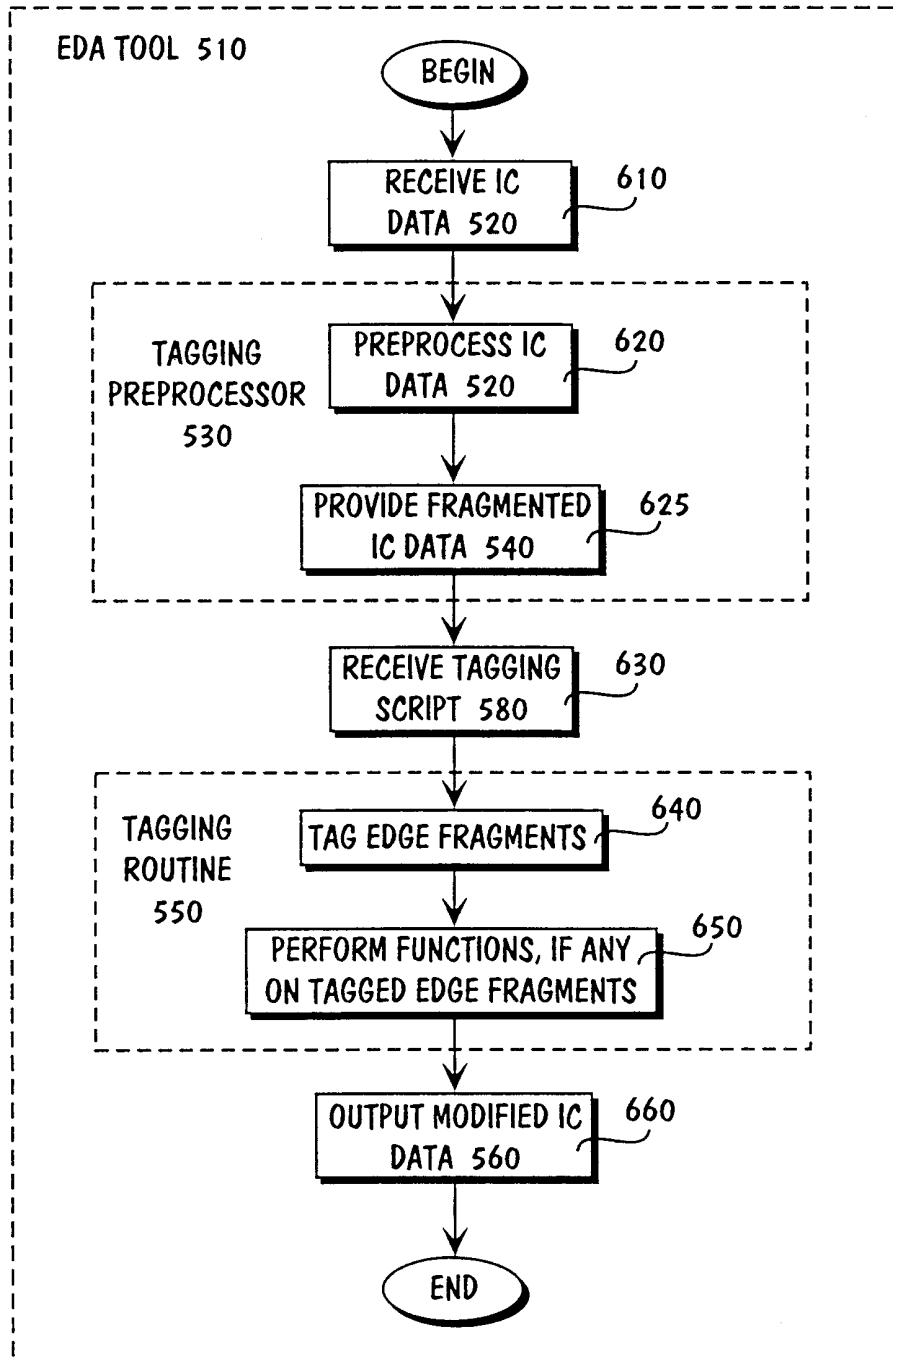 EDA TOOL 510
BEGIN
RECEIVE IC
DATA 520
610
PREPROCESS IC
DATA 520
620
TAGGING
PREPROCESSOR
530
PROVIDE FRAGMENTED
IC DATA 540
625
RECEIVE TAGGING
SCRIPT 580
630
TAGGING
ROUTINE
550
TAG EDGE FRAGMENTS
640
PERFORM FUNCTIONS, IF ANY
ON TAGGED EDGE FRAGMENTS
650
OUTPUT MODIFIED IC
DATA 560
660
END